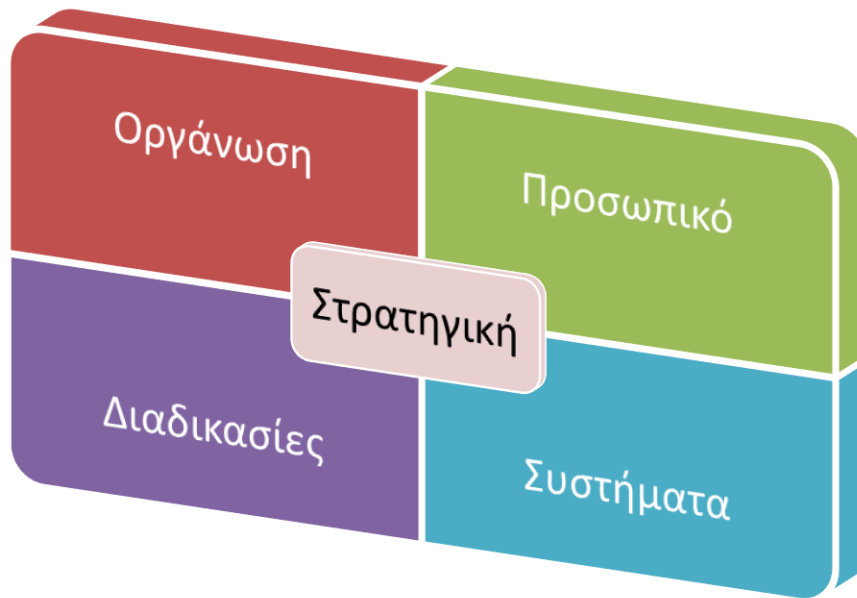 Οργάνωση
Προσωπικό
Στρατηγική
Διαδικασίες
Συστήματα